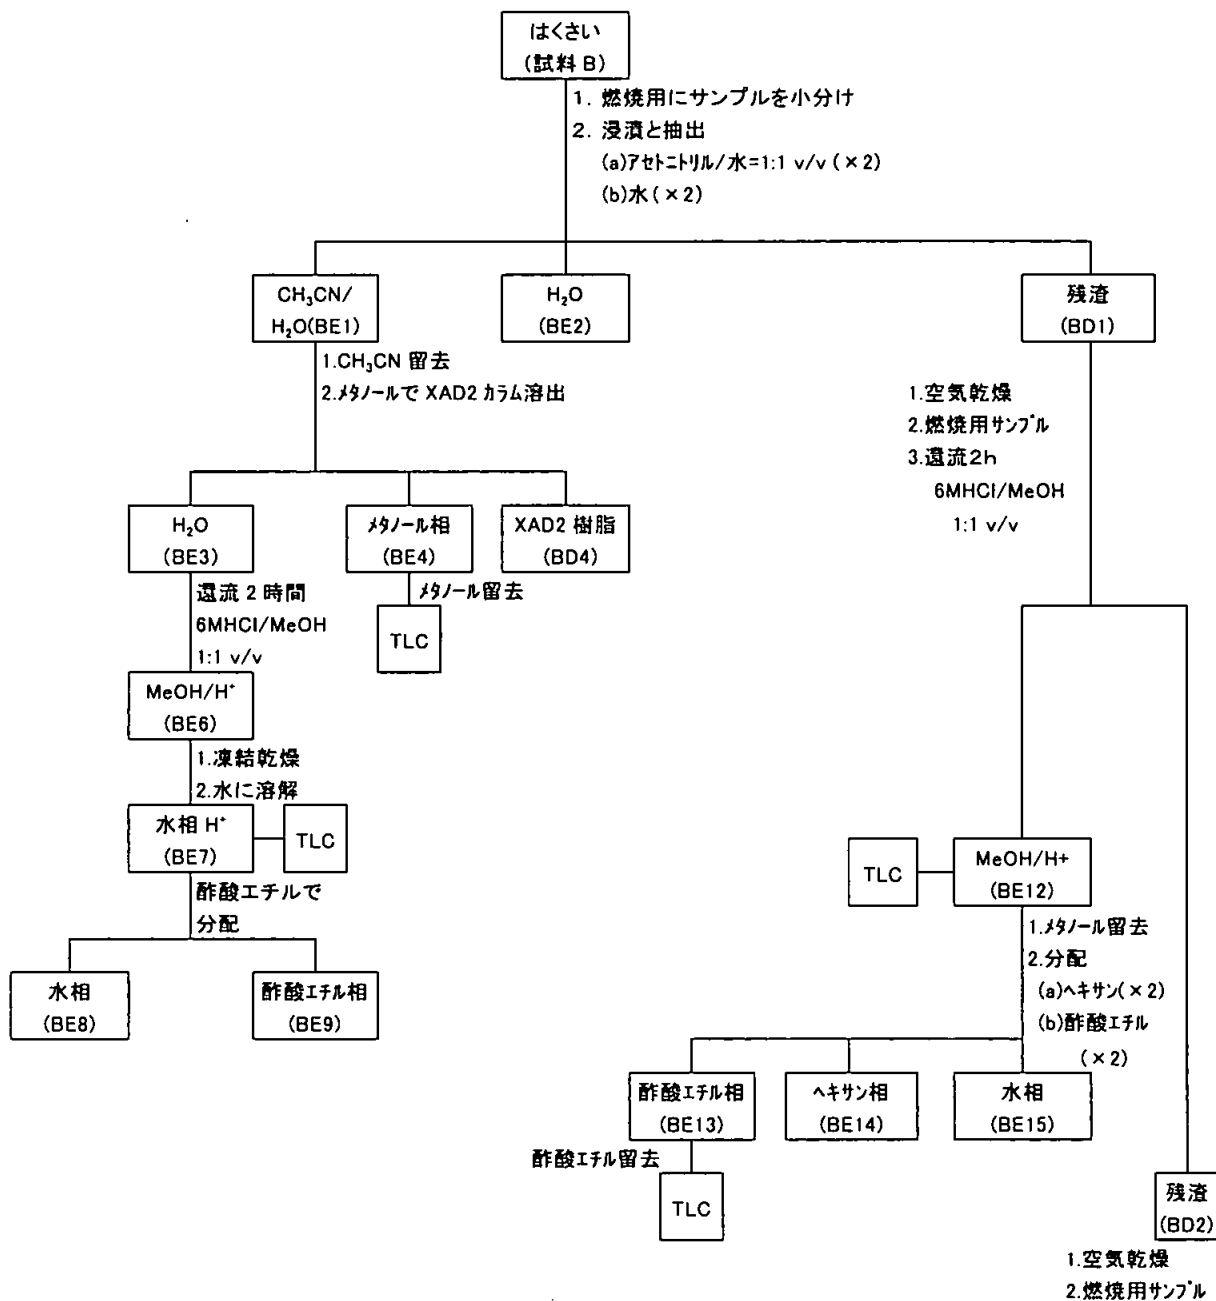 はくさい
(試料 B)
1. 燃焼用にサンプルを小分け
2. 浸漬と抽出
(a)アセトニトリル/水=1:1 v/v (×2)
(b)水(×2)
CH₃CN/
H₂O(BE1)
H₂O
(BE2)
残渣
(BD1)
1.CH₃CN 留去
2.メタノールで XAD2 カラム溶出
1.空気乾燥
2.燃焼用サンプル
3.還流2h
6MHCl/MeOH
1:1 v/v
H₂O
(BE3)
メタノール相
(BE4)
XAD2 樹脂
(BD4)
還流 2 時間
6MHCl/MeOH
1:1 v/v
メタノール留去
TLC
MeOH/H⁺
(BE6)
1.凍結乾燥
2.水に溶解
水相 H⁺
(BE7)
TLC
酢酸エチルで
分配
水相
(BE8)
酢酸エチル相
(BE9)
TLC
MeOH/H+
(BE12)
1.メタノール留去
2.分配
(a)ヘキサン(×2)
(b)酢酸エチル
(×2)
酢酸エチル相
(BE13)
ヘキサン相
(BE14)
水相
(BE15)
酢酸エチル留去
TLC
残渣
(BD2)
1.空気乾燥
2.燃焼用サンプル